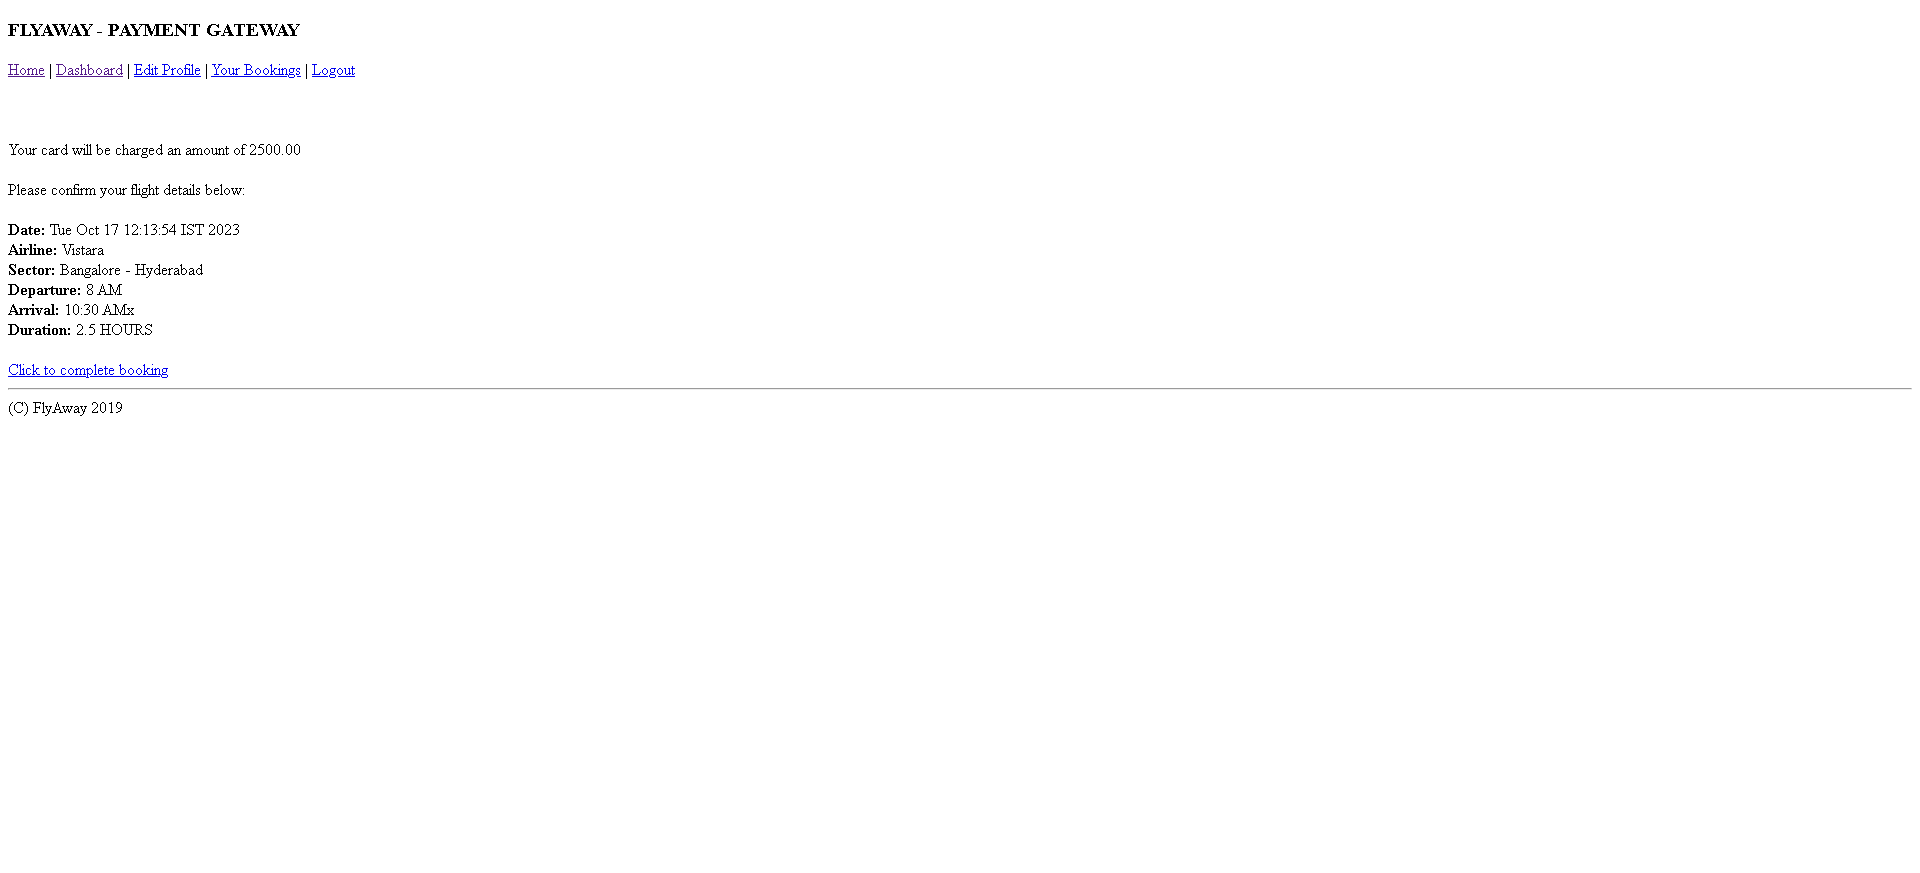 FLYAWAY - PAYMENT GATEWAY
Home | Dashboard | Edit Profile | Your Bookings | Logout
Your card will be charged an amount of 2500.00
Please confirm your flight details below:
Date: Tue Oct 17 12:13:54 IST 2023
Airline: Vistara
Sector: Bangalore - Hyderabad
Departure: 8 AM
Arrival: 10:30 AMx
Duration: 2.5 HOURS
Click to complete booking
(C) FlyAway 2019